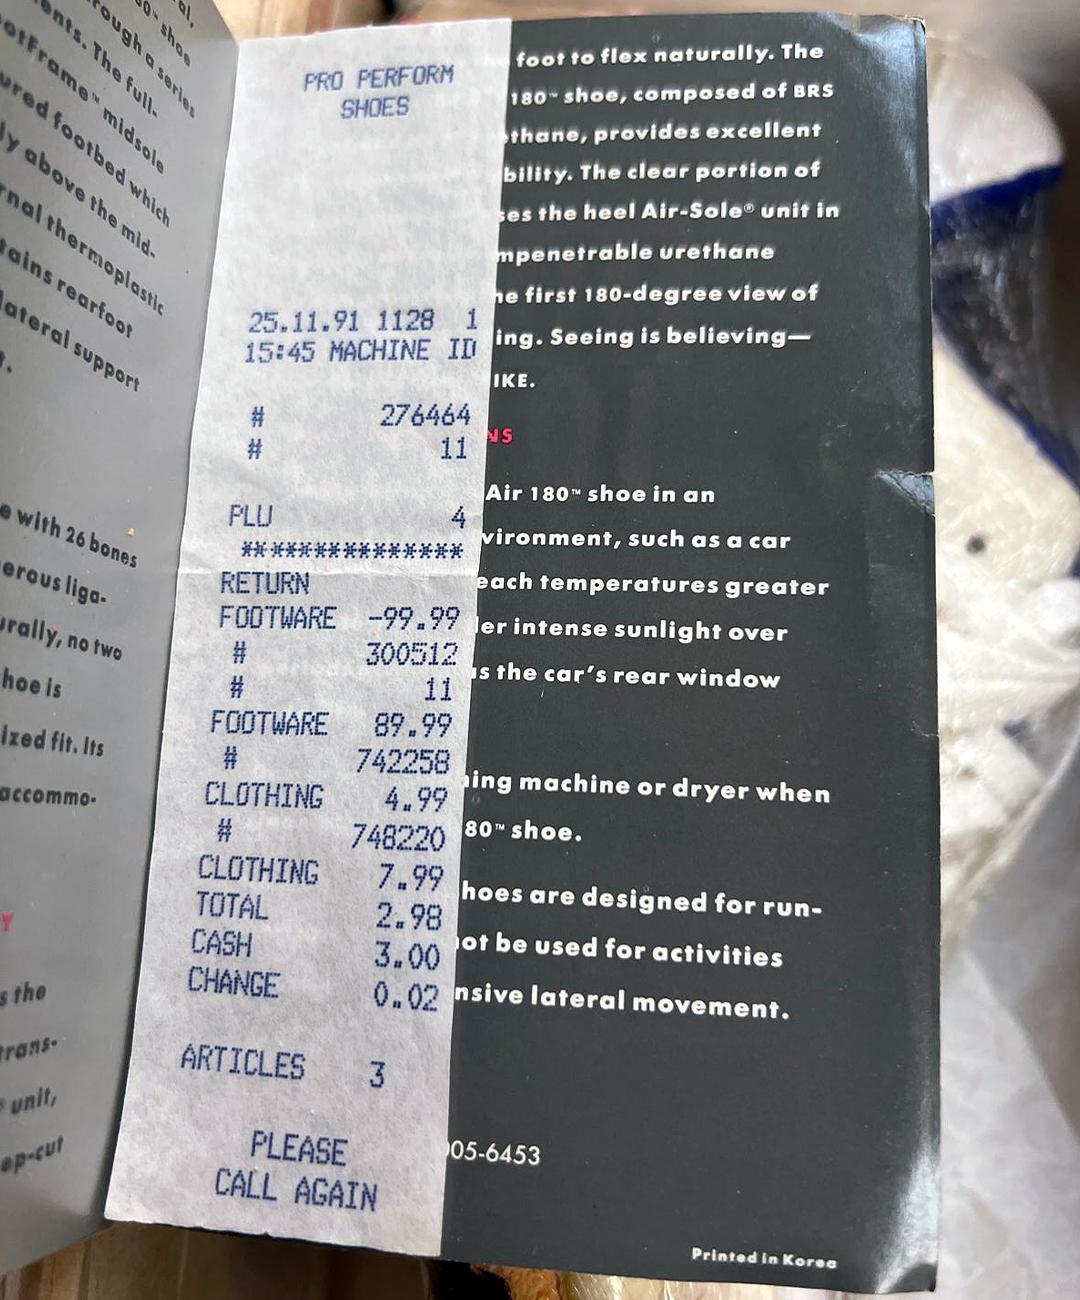 al,
80™ shoe
rough a series
ents. The full-
otFrame™ midsole
ured footbed which
ly above the mid-
rnal thermoplastic
tains rearfoot
lateral support
t.
e with 26 bones
erous liga-
urally, no two
hoe is
ized fit. Its
accommo-
Y
s the
trans-
unit,
ep-cut
PRO PERFORM
SHOES
25.11.91 1128 1
15:45 MACHINE ID
# 276464
# 11
PLU 4
***************
RETURN
FOOTWARE -99.99
# 300512
# 11
FOOTWARE 89.99
# 742258
CLOTHING 4.99
# 748220
CLOTHING 7.99
TOTAL 2.98
CASH 3.00
CHANGE 0.02
ARTICLES 3
PLEASE
CALL AGAIN
foot to flex naturally. The
180™ shoe, composed of BRS
ethane, provides excellent
bility. The clear portion of
ses the heel Air-Sole® unit in
mpenetrable urethane
he first 180-degree view of
ing. Seeing is believing—
IKE.
NS
Air 180™ shoe in an
vironment, such as a car
each temperatures greater
er intense sunlight over
s the car's rear window
ing machine or dryer when
80™ shoe.
hoes are designed for run-
ot be used for activities
nsive lateral movement.
05-6453
Printed in Korea